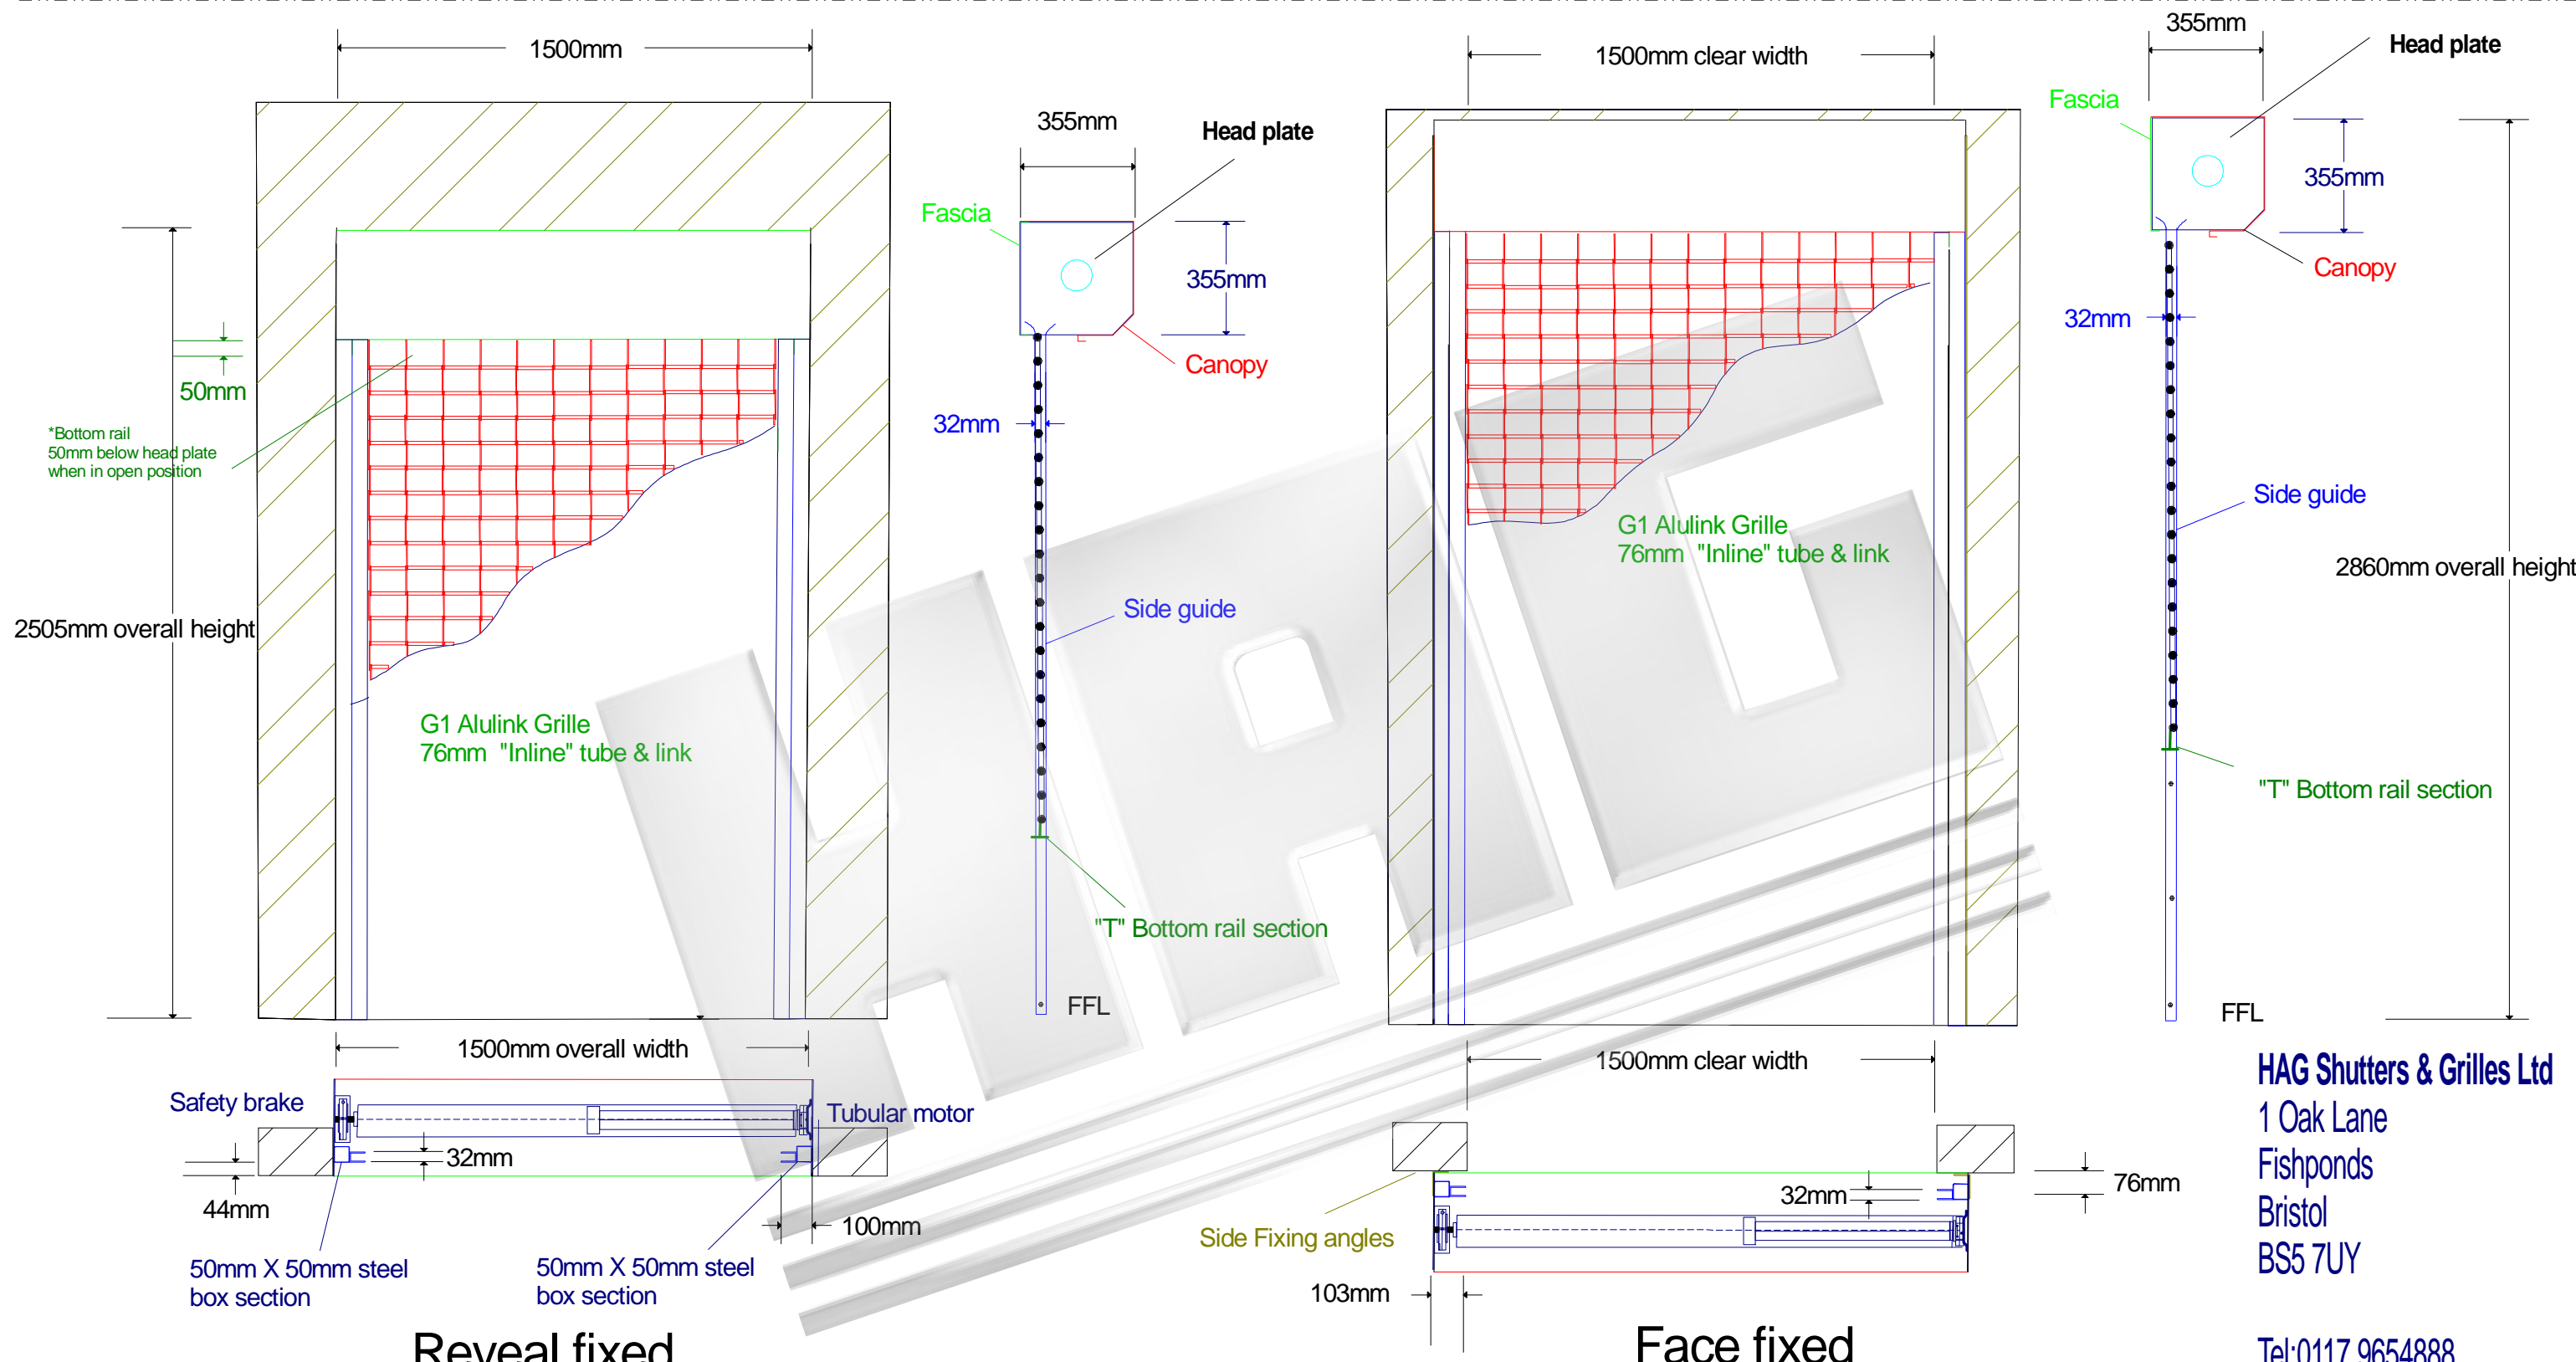 1500mm
1500mm clear width
355mm
Head plate
Fascia
355mm
Head plate
Fascia
355mm
355mm
Canopy
Canopy
50mm
*Bottom rail
50mm below head plate
when in open position
32mm
32mm
Side guide
G1 Alulink Grille
76mm "Inline" tube & link
2860mm overall height
2505mm overall height
Side guide
G1 Alulink Grille
76mm "Inline" tube & link
"T" Bottom rail section
"T" Bottom rail section
FFL
FFL
1500mm overall width
1500mm clear width
Safety brake
Tubular motor
32mm
44mm
100mm
50mm X 50mm steel
box section
50mm X 50mm steel
box section
Reveal fixed
32mm
76mm
Side Fixing angles
103mm
Face fixed
HAG Shutters & Grilles Ltd
1 Oak Lane
Fishponds
Bristol
BS5 7UY
Tel:0117 9654888
HAG